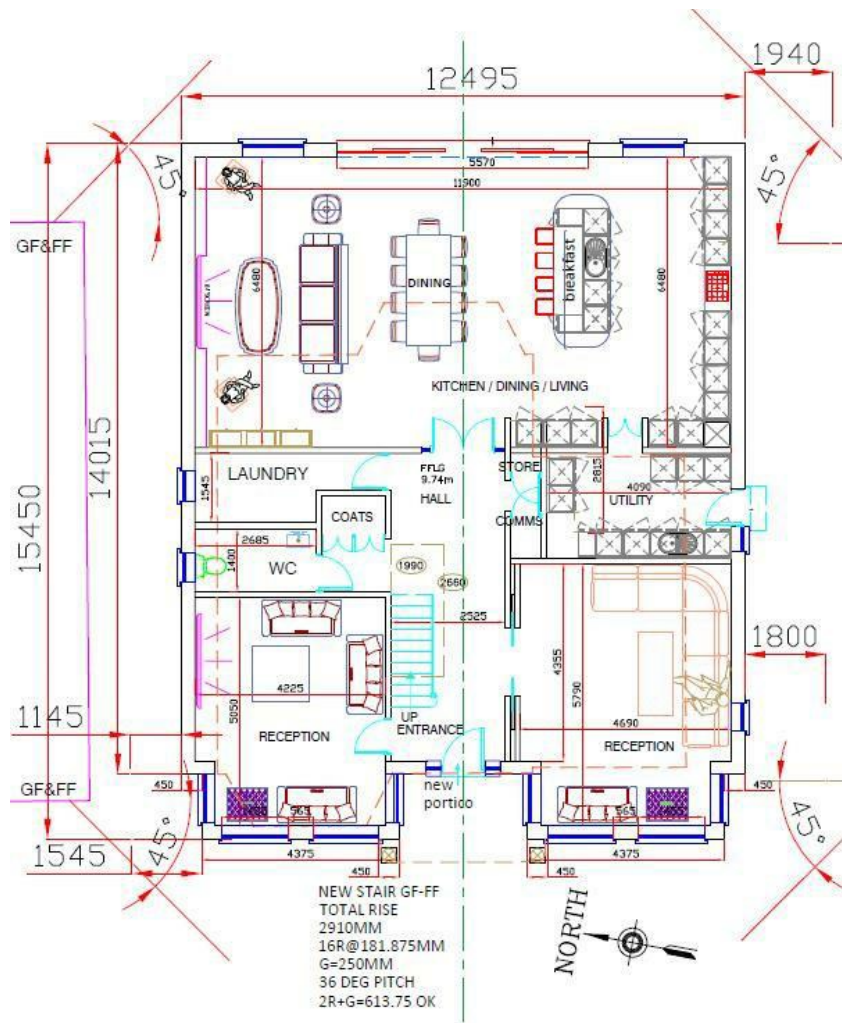 1940
12495
5570
11900
45°
45°
GF&FF
6480
DINING
breakfast
6480
KITCHEN / DINING / LIVING
14015
15450
LAUNDRY
1545
FFLG
9.74m
HALL
STORE
2815
4090
UTILITY
COATS
COMMS
2685
1400
WC
1990
2660
2525
1800
4355
5790
4225
5050
4690
UP
ENTRANCE
RECEPTION
RECEPTION
1145
GF&FF
new
portico
450
450
565
565
45°
45°
1545
4375
4375
450
450
NEW STAIR GF-FF
TOTAL RISE
2910MM
16R@181.875MM
G=250MM
36 DEG PITCH
2R+G=613.75 OK
NORTH